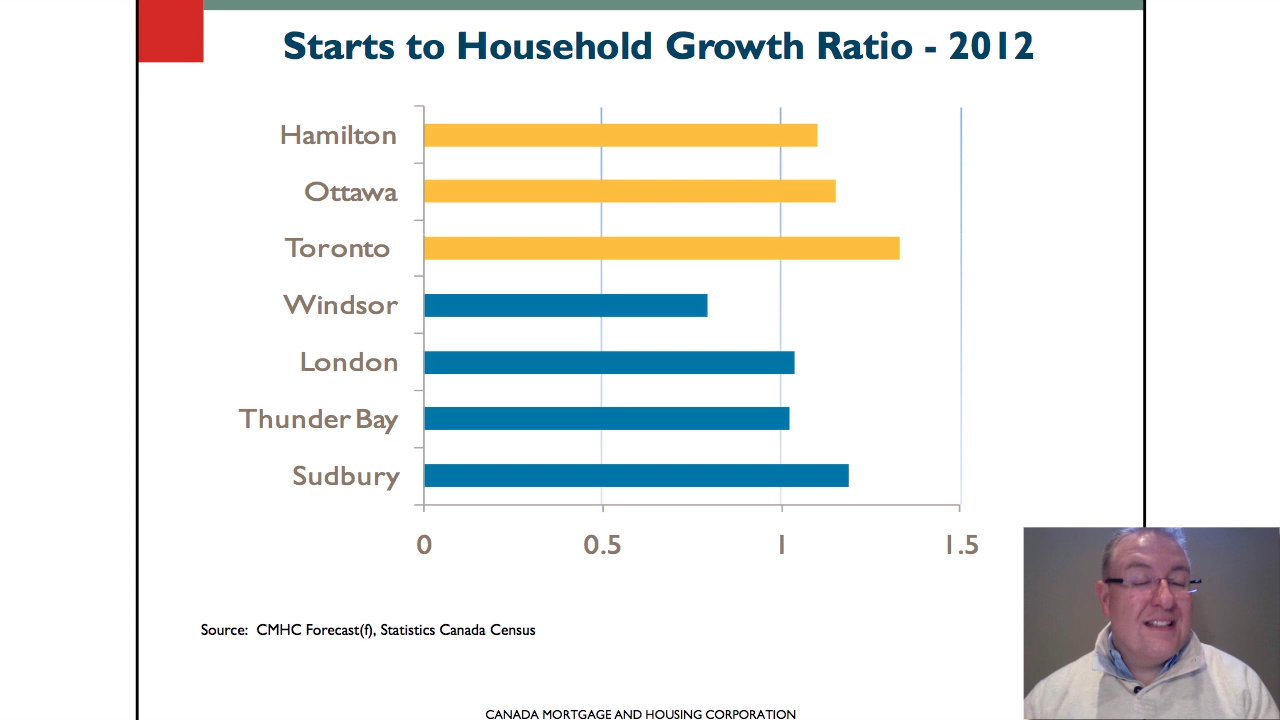 Starts to Household Growth Ratio - 2012
Hamilton
Ottawa
Toronto
Windsor
London
Thunder Bay
Sudbury
0 0.5 1 1.5
Source: CMHC Forecast(f), Statistics Canada Census
CANADA MORTGAGE AND HOUSING CORPORATION